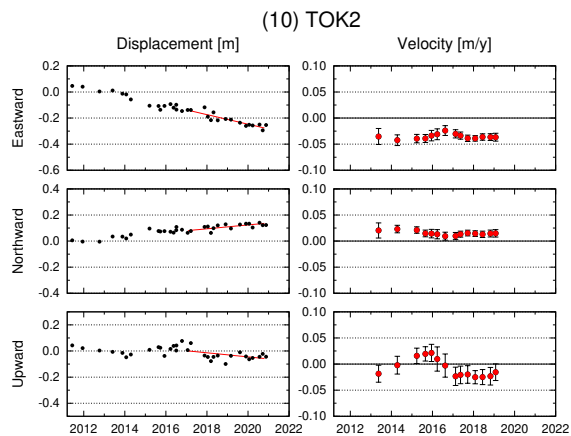 (10) TOK2
Displacement [m] Velocity [m/y]
Eastward
0.2 0.10
0.0 0.05
-0.2 0.00
-0.4 -0.05
-0.6 -0.10
Northward
0.4 0.10
0.2 0.05
0.0 0.00
-0.2 -0.05
-0.4 -0.10
Upward
0.2 0.10
0.0 0.05
-0.2 0.00
-0.4 -0.05
-0.10
2012 2014 2016 2018 2020 2022 2012 2014 2016 2018 2020 2022